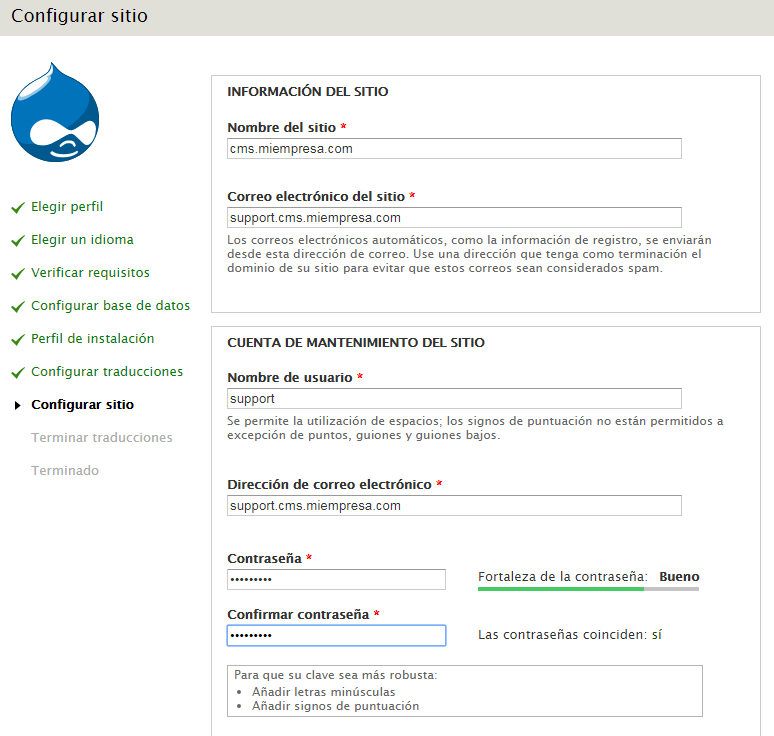 Configurar sitio
Elegir perfil
Elegir un idioma
Verificar requisitos
Configurar base de datos
Perfil de instalación
Configurar traducciones
Configurar sitio
Terminar traducciones
Terminado
INFORMACIÓN DEL SITIO
Nombre del sitio *
cms.miempresa.com
Correo electrónico del sitio *
support.cms.miempresa.com
Los correos electrónicos automáticos, como la información de registro, se enviarán
desde esta dirección de correo. Use una dirección que tenga como terminación el
dominio de su sitio para evitar que estos correos sean considerados spam.
CUENTA DE MANTENIMIENTO DEL SITIO
Nombre de usuario *
support
Se permite la utilización de espacios; los signos de puntuación no están permitidos a
excepción de puntos, guiones y guiones bajos.
Dirección de correo electrónico *
support.cms.miempresa.com
Contraseña *
•••••••••
Fortaleza de la contraseña: Bueno
Confirmar contraseña *
•••••••••
Las contraseñas coinciden: sí
Para que su clave sea más robusta:
• Añadir letras minúsculas
• Añadir signos de puntuación